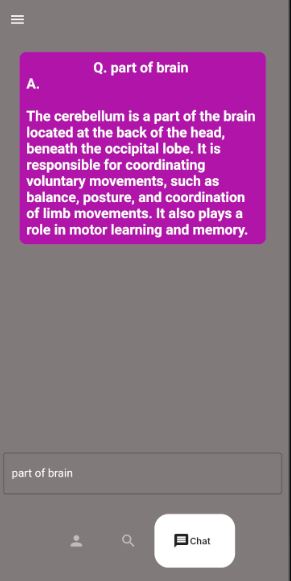 Q. part of brain
A.
The cerebellum is a part of the brain
located at the back of the head,
beneath the occipital lobe. It is
responsible for coordinating
voluntary movements, such as
balance, posture, and coordination
of limb movements. It also plays a
role in motor learning and memory.
part of brain
Chat